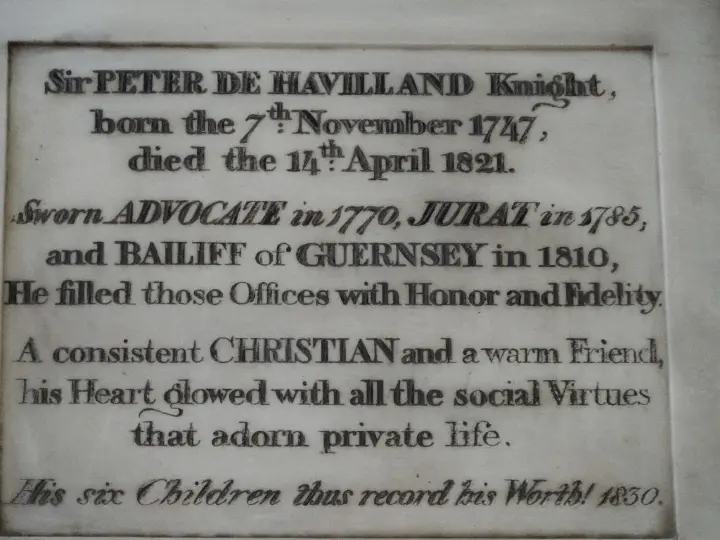 Sir PETER DE HAVILLAND Knight,
born the 7th November 1747,
died the 14th April 1821.
Sworn ADVOCATE in 1770, JURAT in 1785,
and BAILIFF of GUERNSEY in 1810,
He filled those Offices with Honor and Fidelity.
A consistent CHRISTIAN and a warm Friend,
his Heart glowed with all the social Virtues
that adorn private life.
His six Children thus record his Worth! 1830.